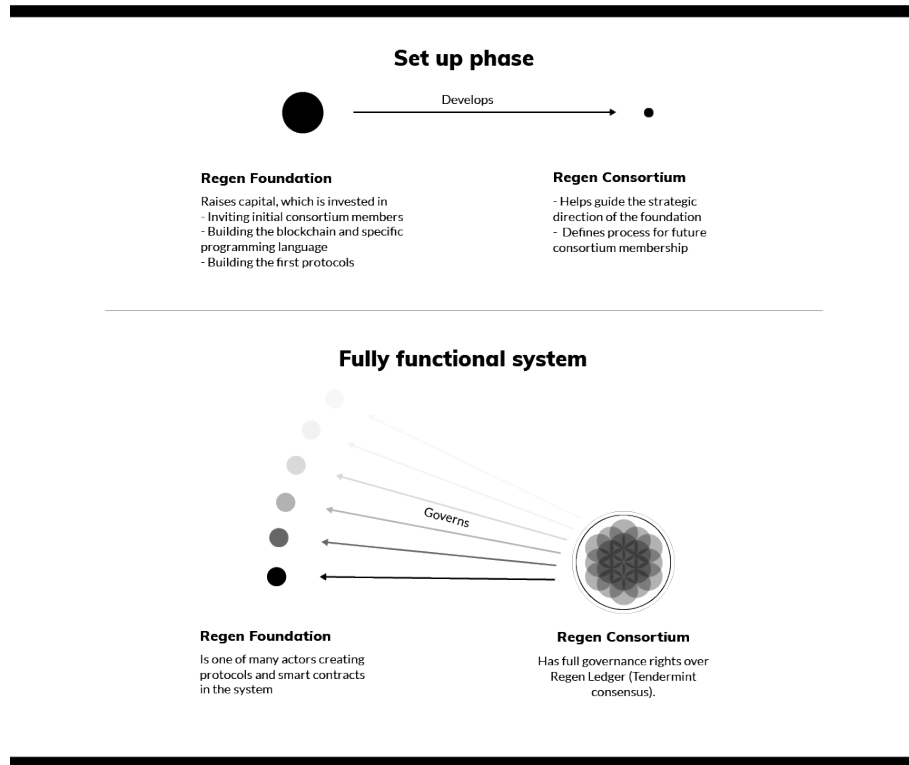 Set up phase
Develops
Regen Foundation
Raises capital, which is invested in
- Inviting initial consortium members
- Building the blockchain and specific
programming language
- Building the first protocols
Regen Consortium
- Helps guide the strategic
direction of the foundation
-  Defines process for future
consortium membership
Fully functional system
Governs
Regen Foundation
Is one of many actors creating
protocols and smart contracts
in the system
Regen Consortium
Has full governance rights over
Regen Ledger (Tendermint
consensus).